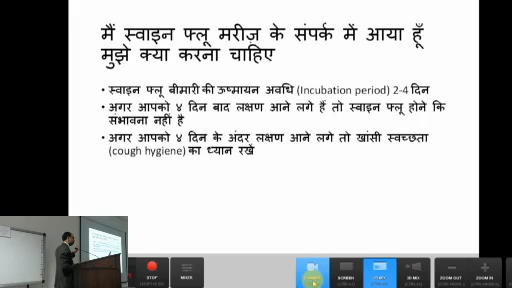 मैं स्वाइन फ्लू मरीज़ के संपर्क में आया हूँ
मुझे क्या करना चाहिए
• स्वाइन फ्लू बीमारी की ऊष्मायन अवधि (Incubation period) 2-4 दिन
• अगर आपको ४ दिन बाद लक्षण आने लगे हैं तो स्वाइन फ्लू होने कि
संभावना नहीं है
• अगर आपको ४ दिन के अंदर लक्षण आने लगे तो खांसी स्वच्छता
(cough hygiene) का ध्यान रखें
STOP
MIXER
SCREEN
3D MIX
ZOOM OUT
ZOOM IN